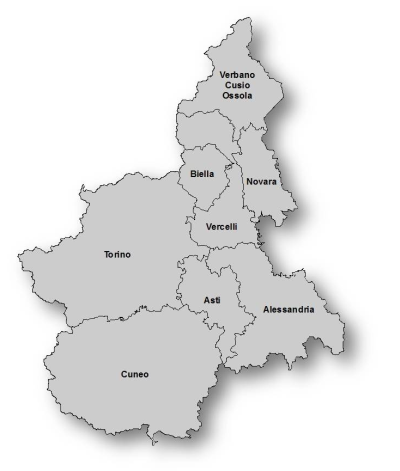 Verbano
Cusio
Ossola
Biella
Novara
Vercelli
Torino
Asti
Alessandria
Cuneo